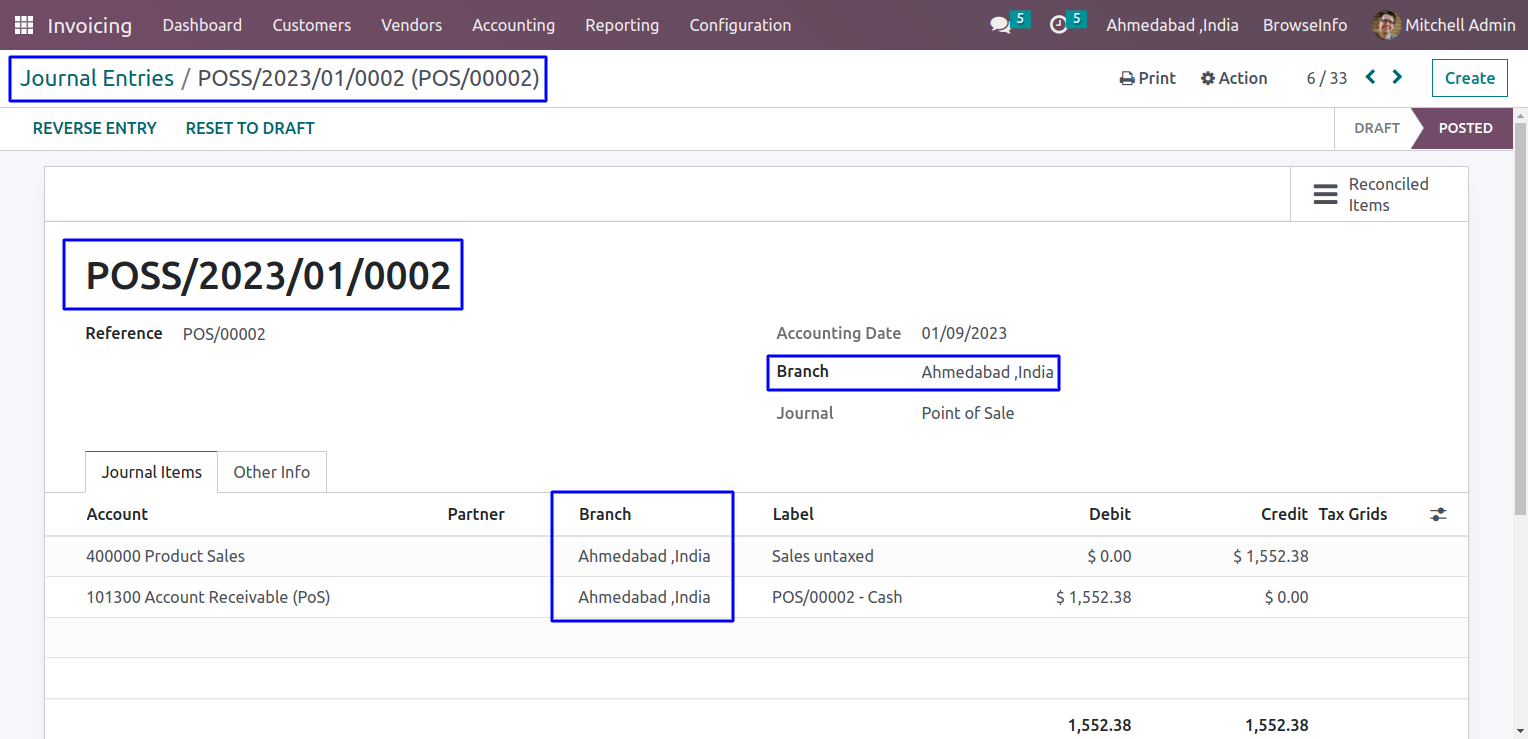 Invoicing Dashboard Customers Vendors Accounting Reporting Configuration 5 5 Ahmedabad ,India BrowseInfo Mitchell Admin
Journal Entries / POSS/2023/01/0002 (POS/00002) Print Action 6 / 33 Create
REVERSE ENTRY RESET TO DRAFT DRAFT POSTED
Reconciled
Items
POSS/2023/01/0002
Reference POS/00002 Accounting Date 01/09/2023
Branch Ahmedabad ,India
Journal Point of Sale
Journal Items Other Info
Account Partner Branch Label Debit Credit Tax Grids
400000 Product Sales Ahmedabad ,India Sales untaxed $ 0.00 $ 1,552.38
101300 Account Receivable (PoS) Ahmedabad ,India POS/00002 - Cash $ 1,552.38 $ 0.00
1,552.38 1,552.38